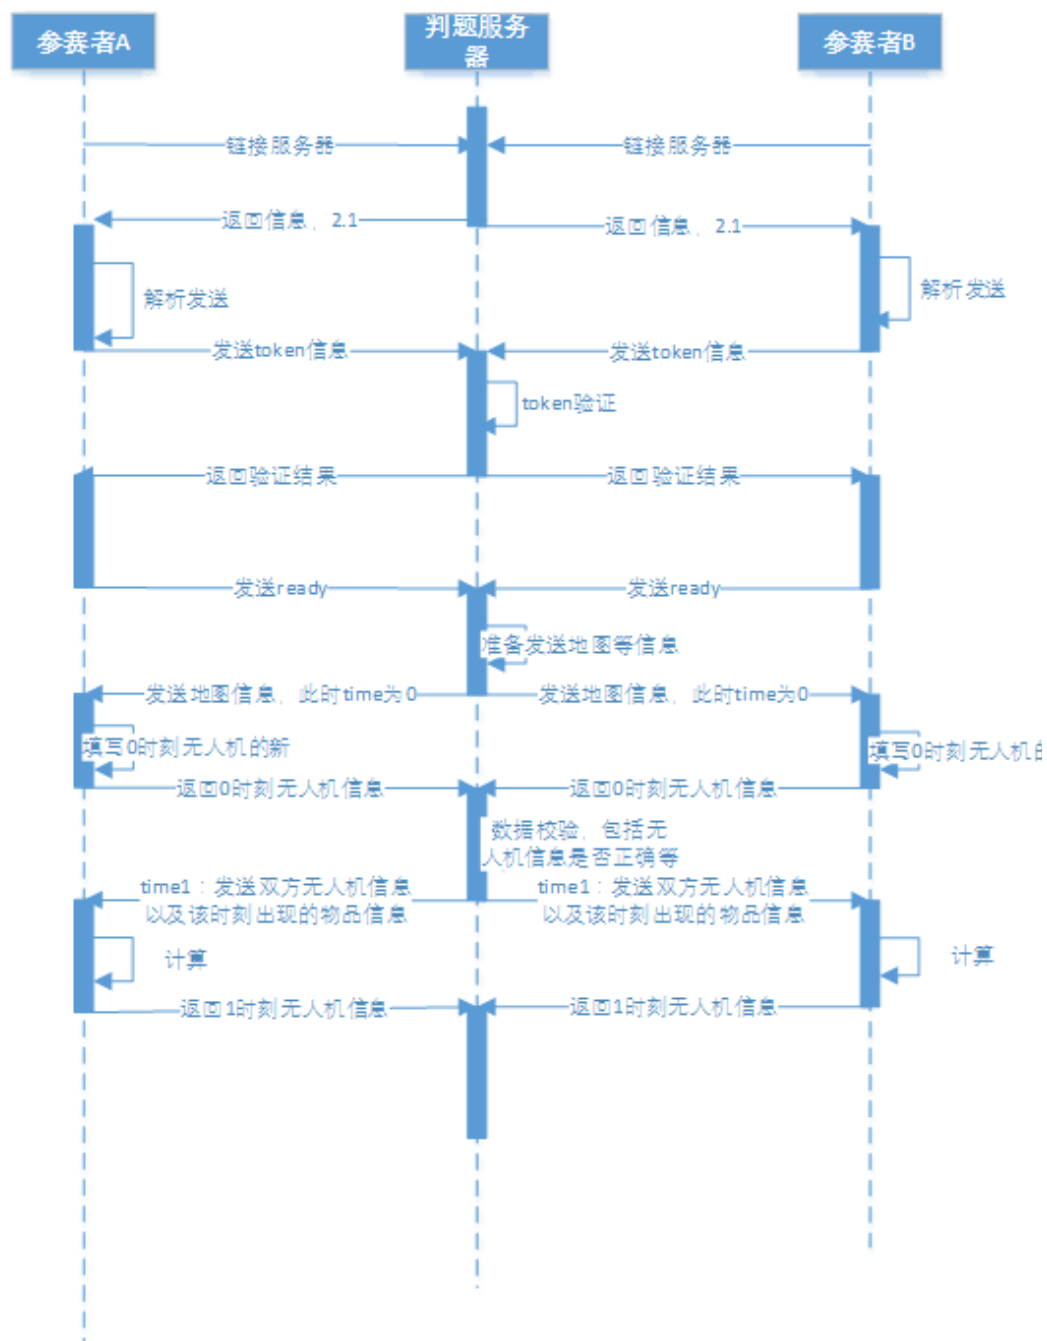 参赛者A
判题服务
器
参赛者B
链接服务器
链接服务器
返回信息，2.1
返回信息，2.1
解析发送
解析发送
发送token信息
发送token信息
token验证
返回验证结果
返回验证结果
发送ready
发送ready
准备发送地图等信息
发送地图信息，此时time为0
发送地图信息，此时time为0
填写0时刻无人机的新
填写0时刻无人机的
返回0时刻无人机信息
返回0时刻无人机信息
数据校验，包括无
人机信息是否正确等
time1：发送双方无人机信息
以及该时刻出现的物品信息
time1：发送双方无人机信息
以及该时刻出现的物品信息
计算
计算
返回1时刻无人机信息
返回1时刻无人机信息